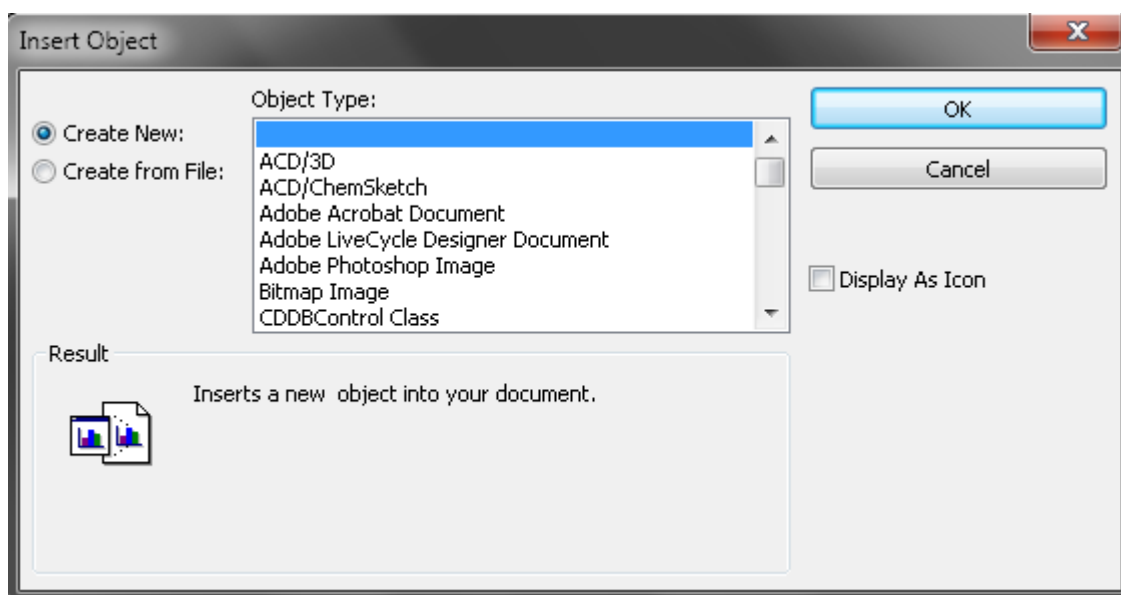 Insert Object
Object Type:
Create New:
Create from File:
ACD/3D
ACD/ChemSketch
Adobe Acrobat Document
Adobe LiveCycle Designer Document
Adobe Photoshop Image
Bitmap Image
CDDBControl Class
OK
Cancel
Display As Icon
Result
Inserts a new  object into your document.